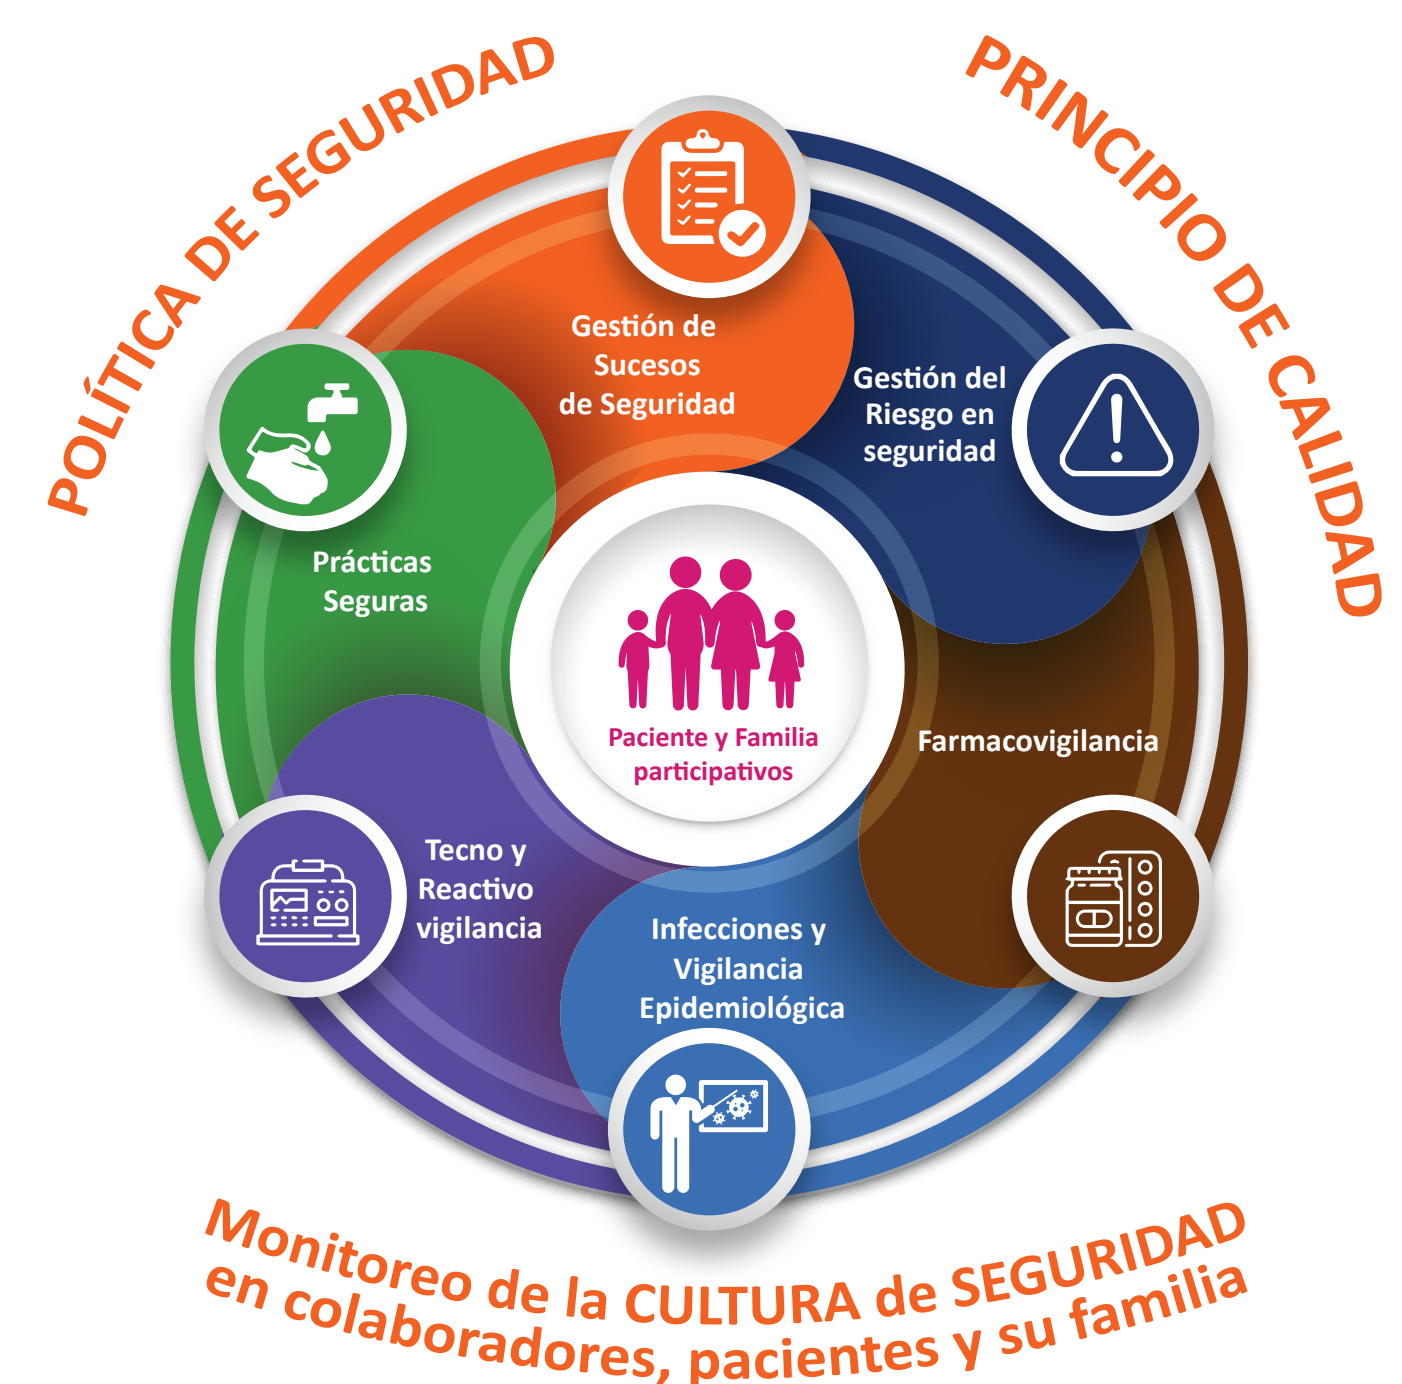 POLÍTICA DE SEGURIDAD
PRINCIPIO DE CALIDAD
Gestión de
Sucesos
de Seguridad
Gestión del
Riesgo en
seguridad
Prácticas
Seguras
Paciente y Familia
participativos
Farmacovigilancia
Tecno y
Reactivo
vigilancia
Infecciones y
Vigilancia
Epidemiológica
Monitoreo de la CULTURA de SEGURIDAD
en colaboradores, pacientes y su familia